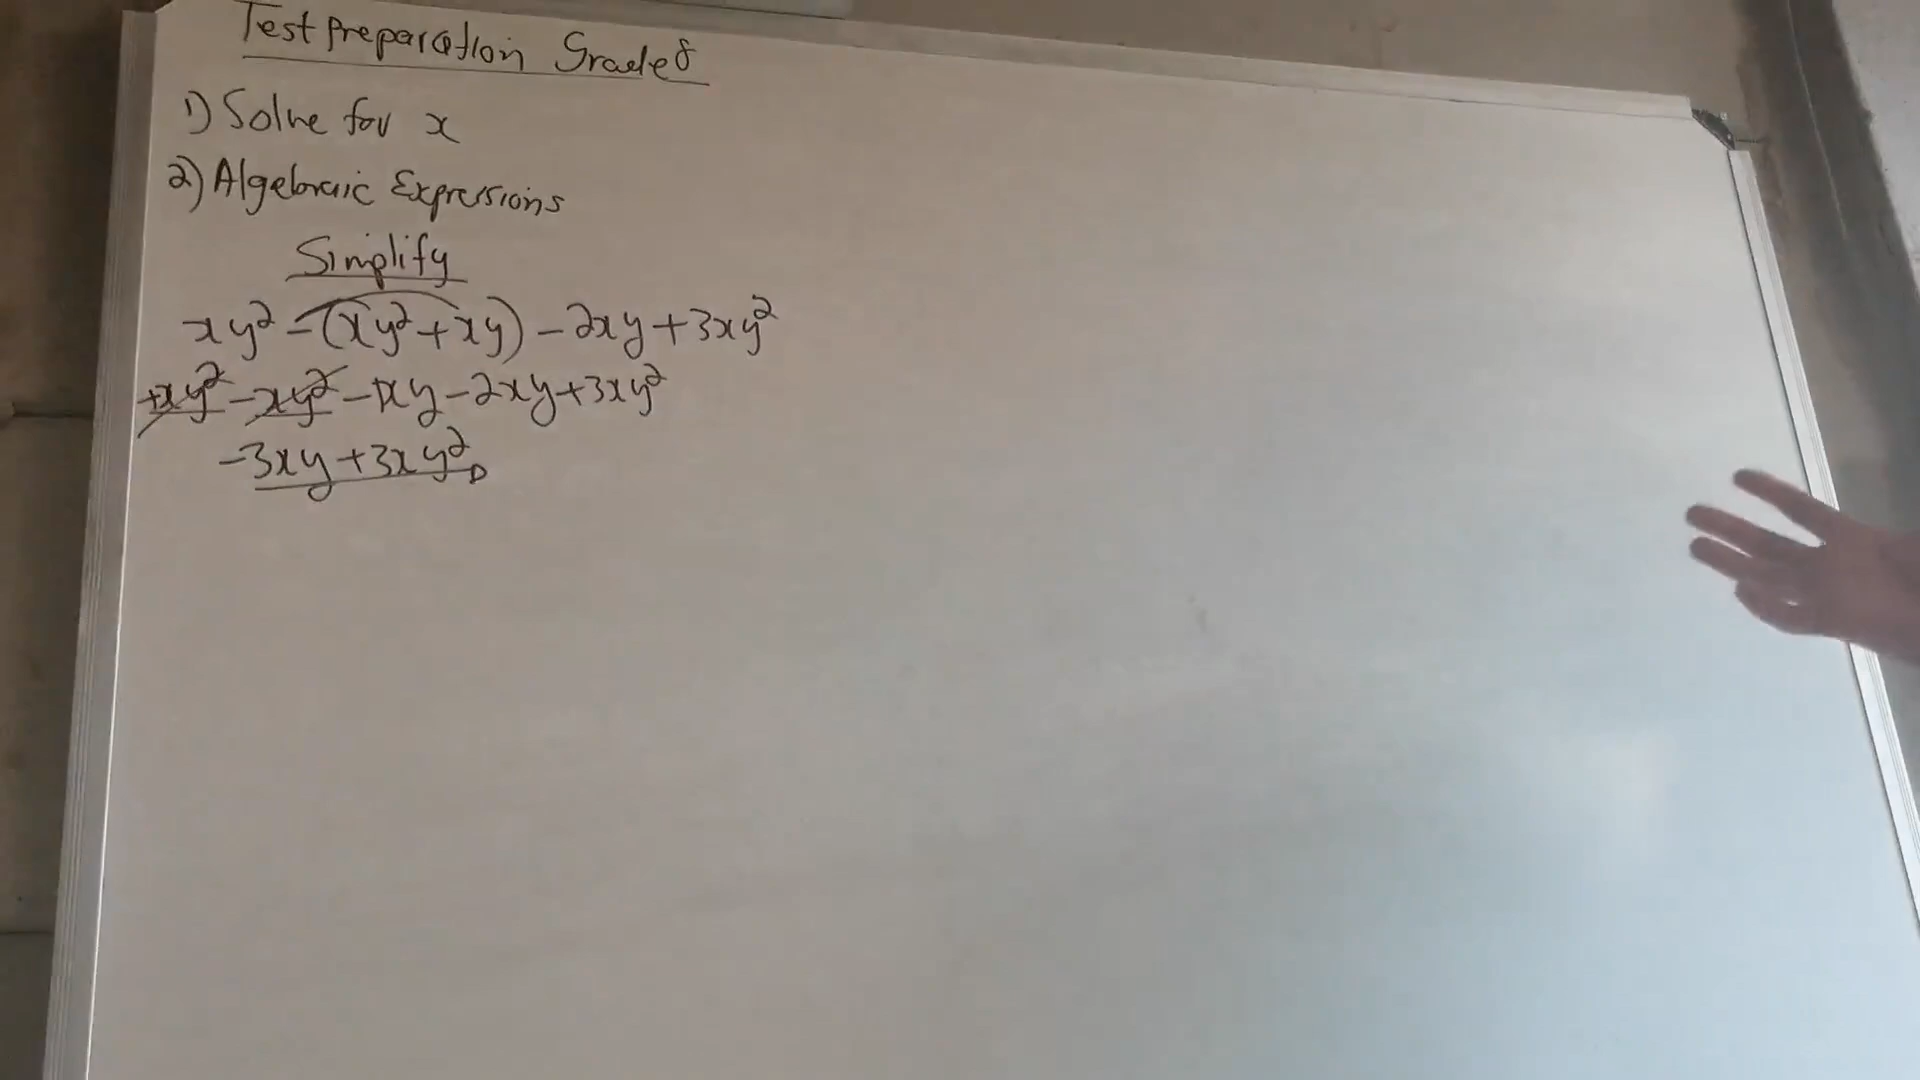 Test Preparation Grade 8
1) Solve for x
2) Algebraic Expressions
Simplify
xy² - (xy² + xy) - 2xy + 3xy²
+xy² - xy² - 1xy - 2xy + 3xy²
-3xy + 3xy²